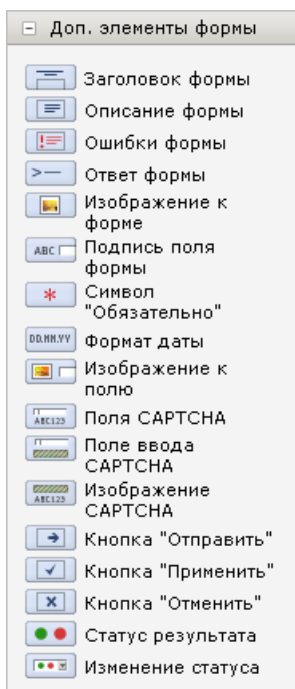 Доп. элементы формы
Заголовок формы
Описание формы
Ошибки формы
Ответ формы
Изображение к
форме
ABC Подпись поля
формы
Символ
"Обязательно"
DD.MM.YY Формат даты
Изображение к
полю
ABC123 Поля CAPTCHA
Поле ввода
CAPTCHA
ABC123 Изображение
CAPTCHA
Кнопка "Отправить"
Кнопка "Применить"
Кнопка "Отменить"
Статус результата
Изменение статуса